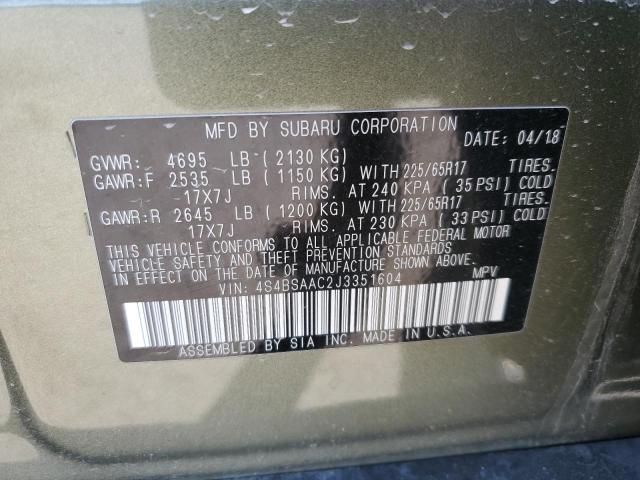 MFD BY SUBARU CORPORATION
DATE: 04/18
GVWR: 4695 LB (2130 KG)
GAWR:F 2535 LB (1150 KG) WITH 225/65R17 TIRES.
17X7J RIMS. AT 240 KPA (35 PSI) COLD
GAWR:R 2645 LB (1200 KG) WITH 225/65R17 TIRES.
17X7J RIMS. AT 230 KPA (33 PSI) COLD
THIS VEHICLE CONFORMS TO ALL APPLICABLE FEDERAL MOTOR
VEHICLE SAFETY AND THEFT PREVENTION STANDARDS
IN EFFECT ON THE DATE OF MANUFACTURE SHOWN ABOVE.
VIN: 4S4BSAAC2J3351604 MPV
ASSEMBLED BY SIA INC. MADE IN U.S.A.